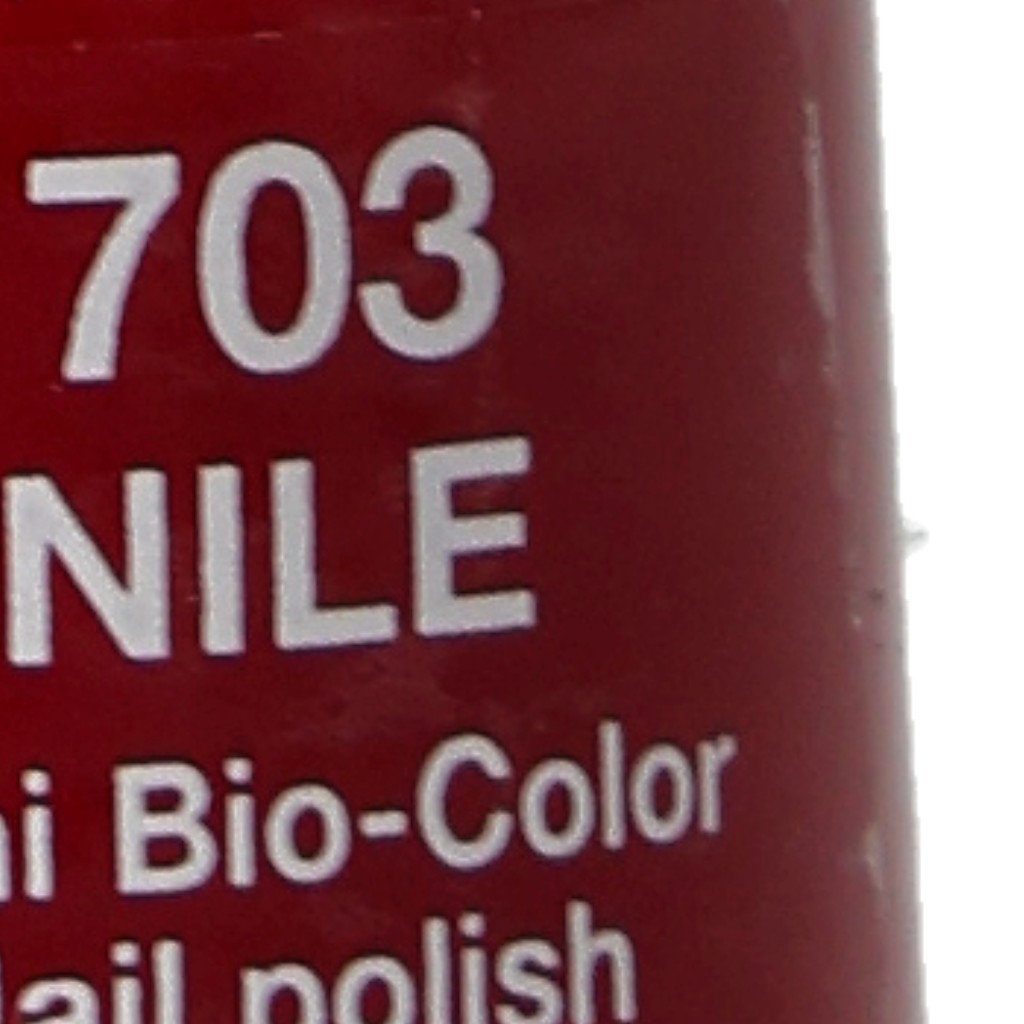 703
NILE
i Bio-Color
ail polish